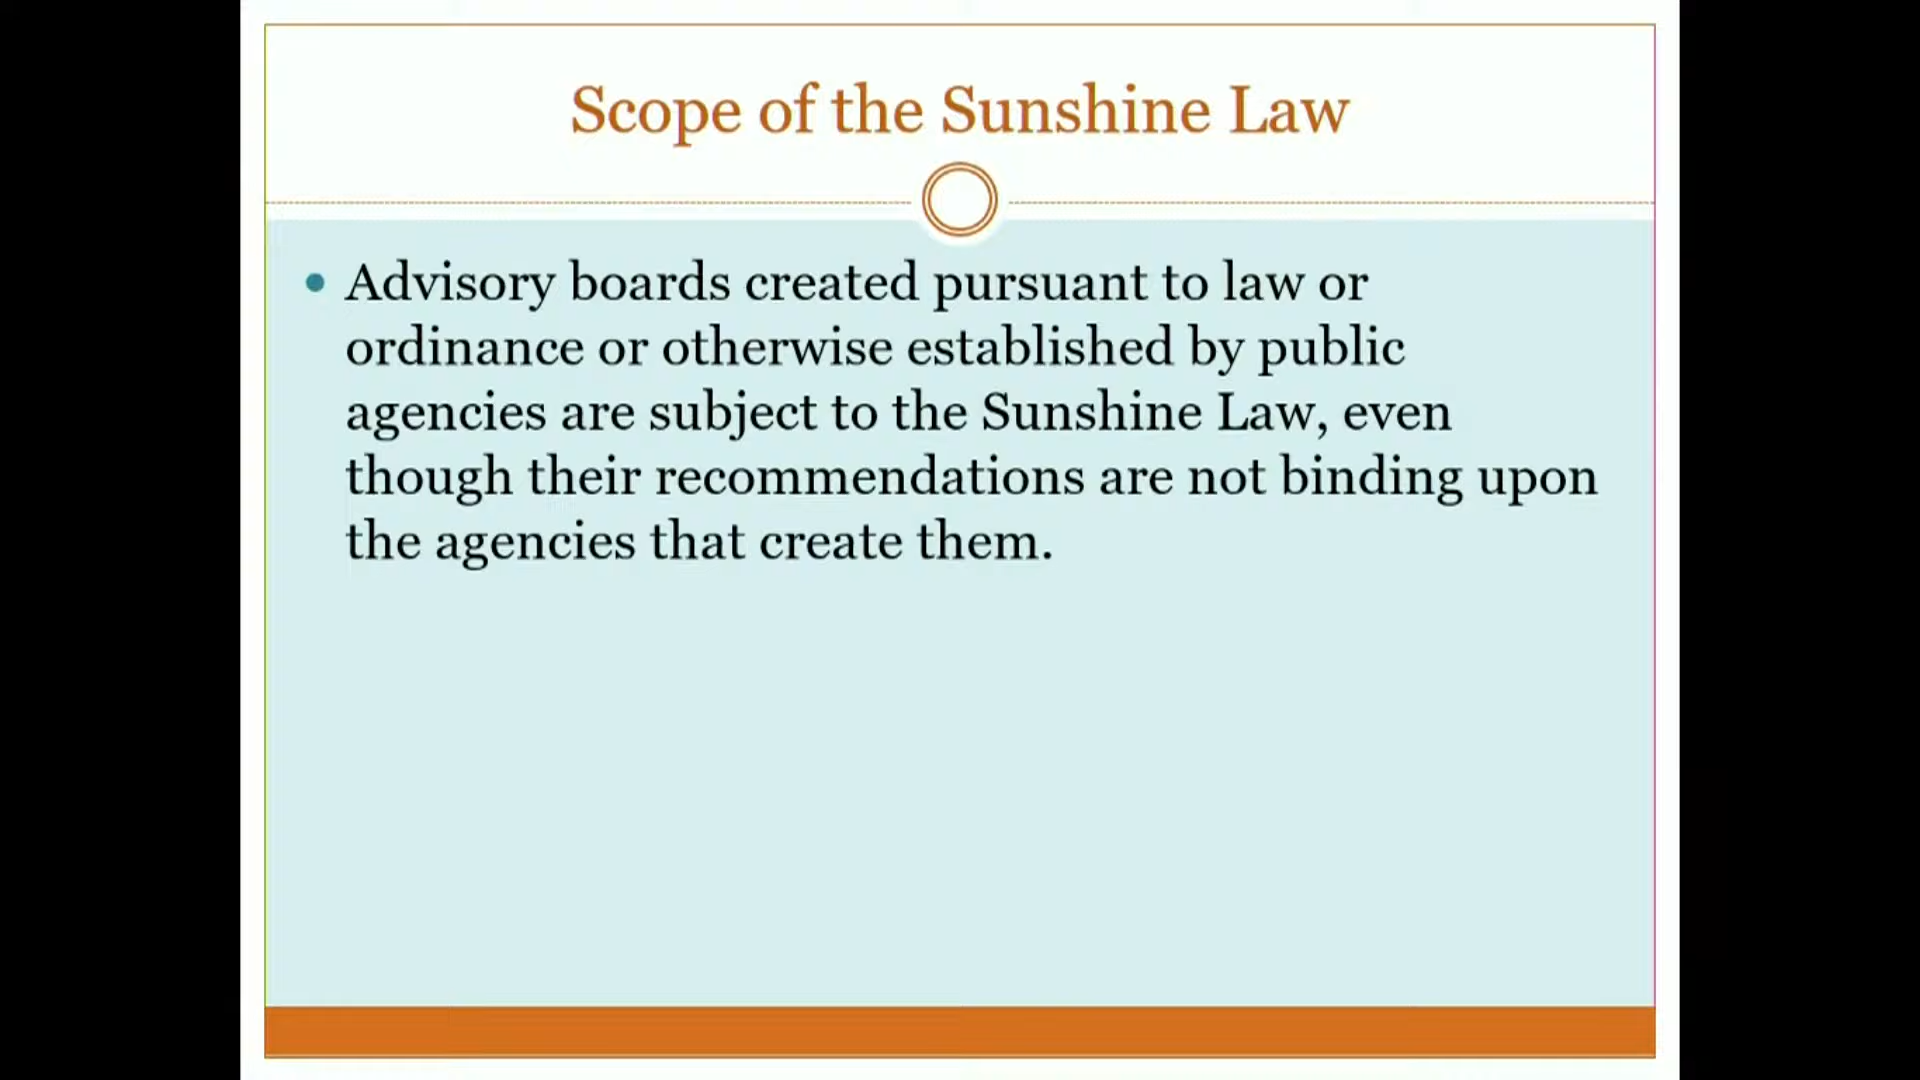 Scope of the Sunshine Law
• Advisory boards created pursuant to law or
ordinance or otherwise established by public
agencies are subject to the Sunshine Law, even
though their recommendations are not binding upon
the agencies that create them.